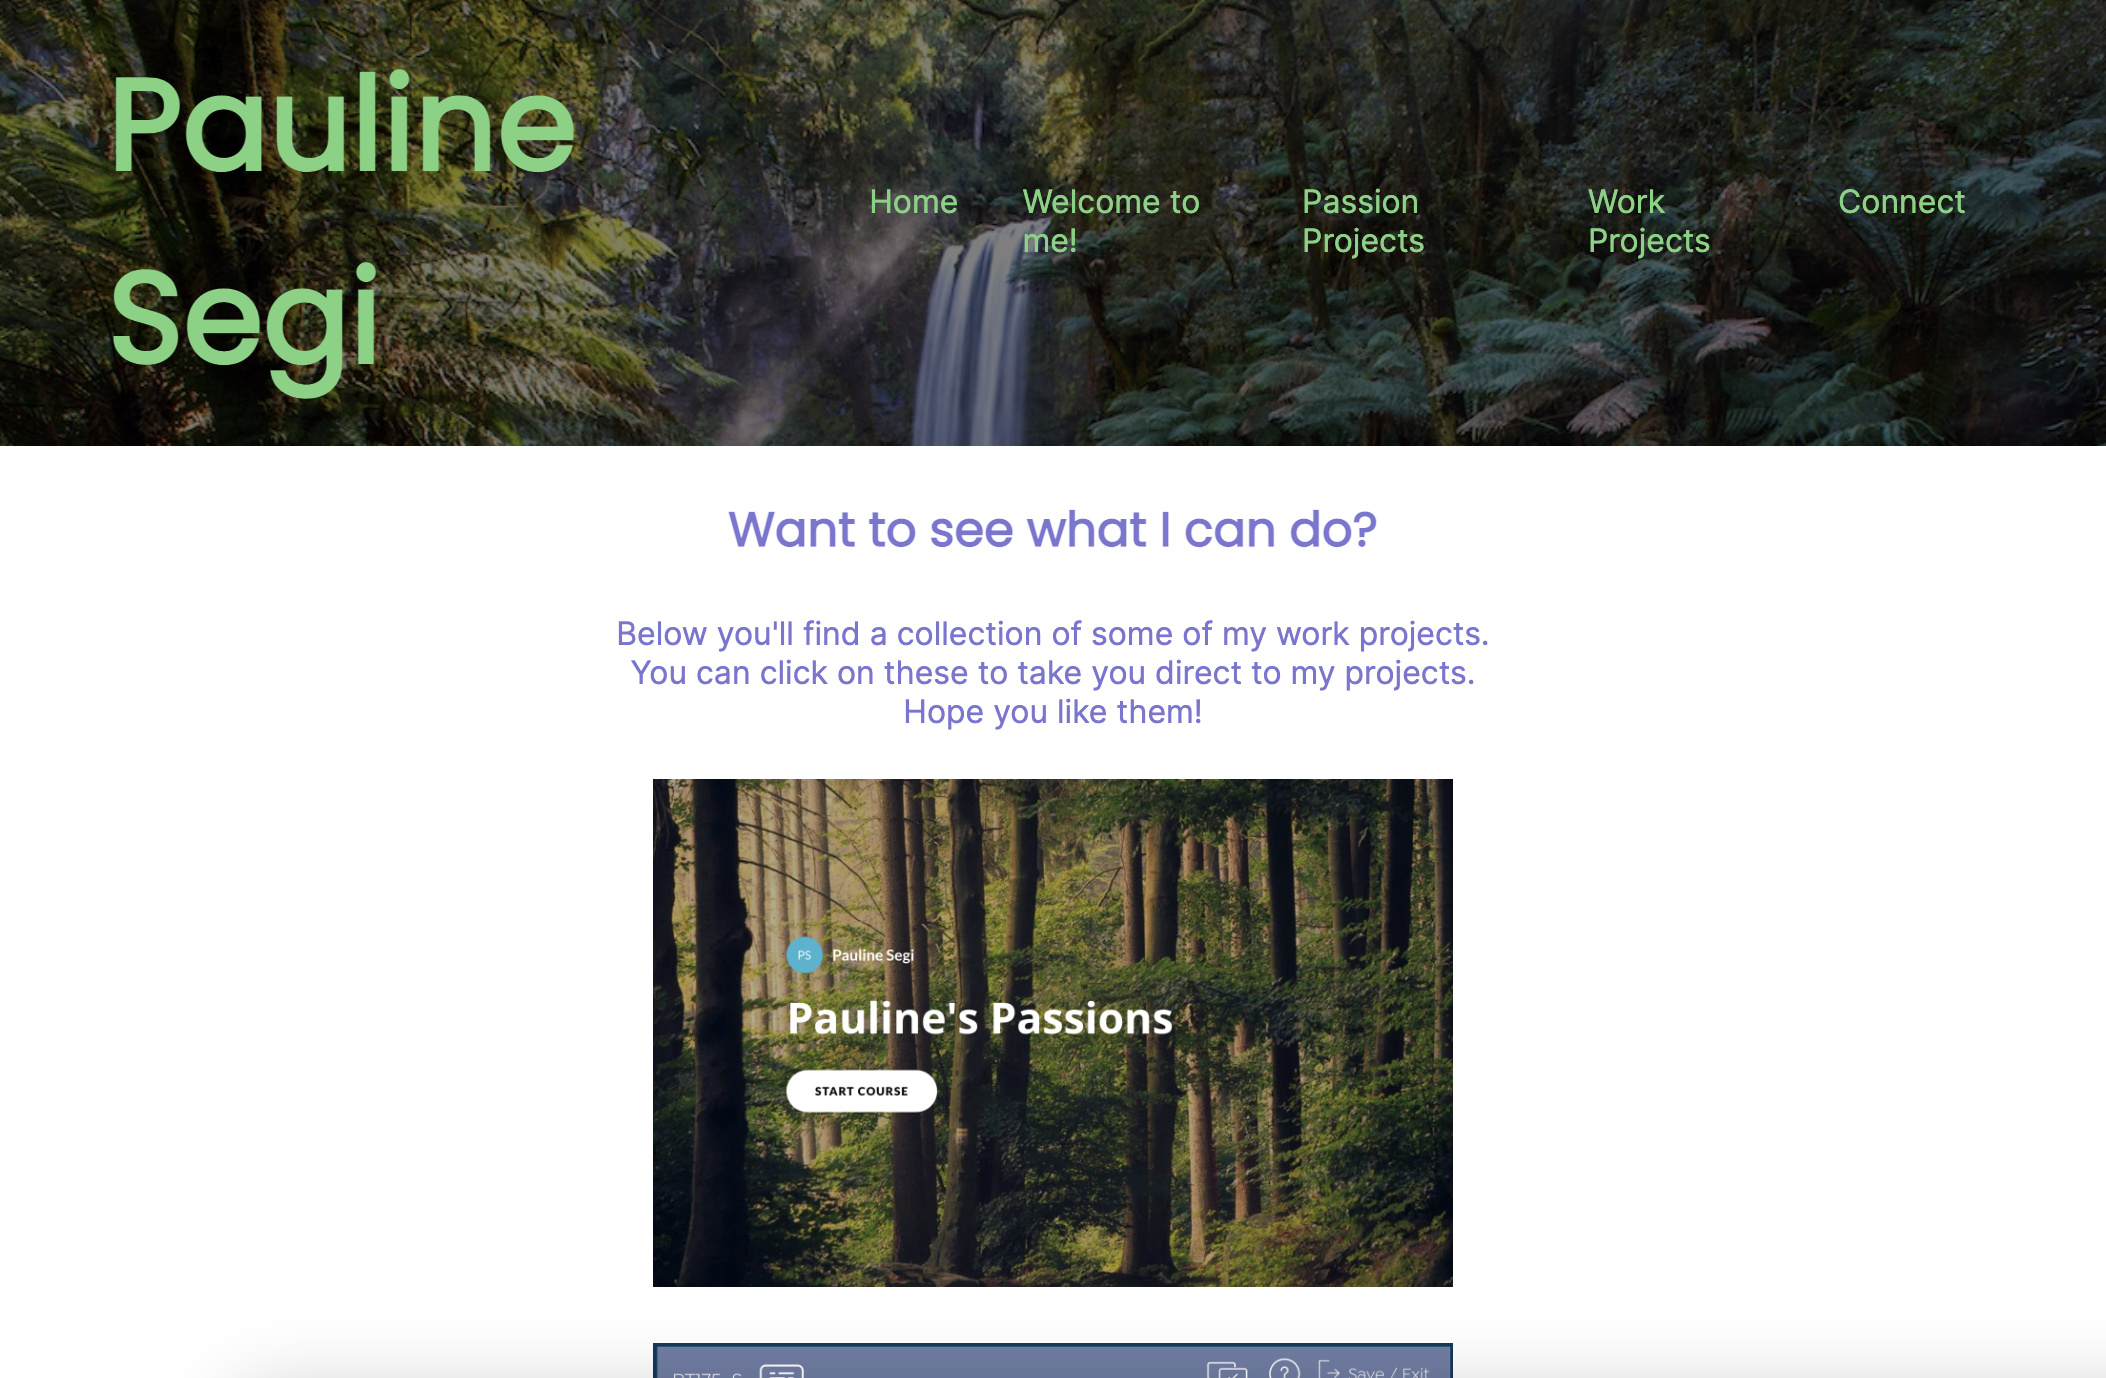 Pauline
Segi
Home
Welcome to
me!
Passion
Projects
Work
Projects
Connect
Want to see what I can do?
Below you'll find a collection of some of my work projects.
You can click on these to take you direct to my projects.
Hope you like them!
PS
Pauline Segi
Pauline's Passions
START COURSE
Save / Exit